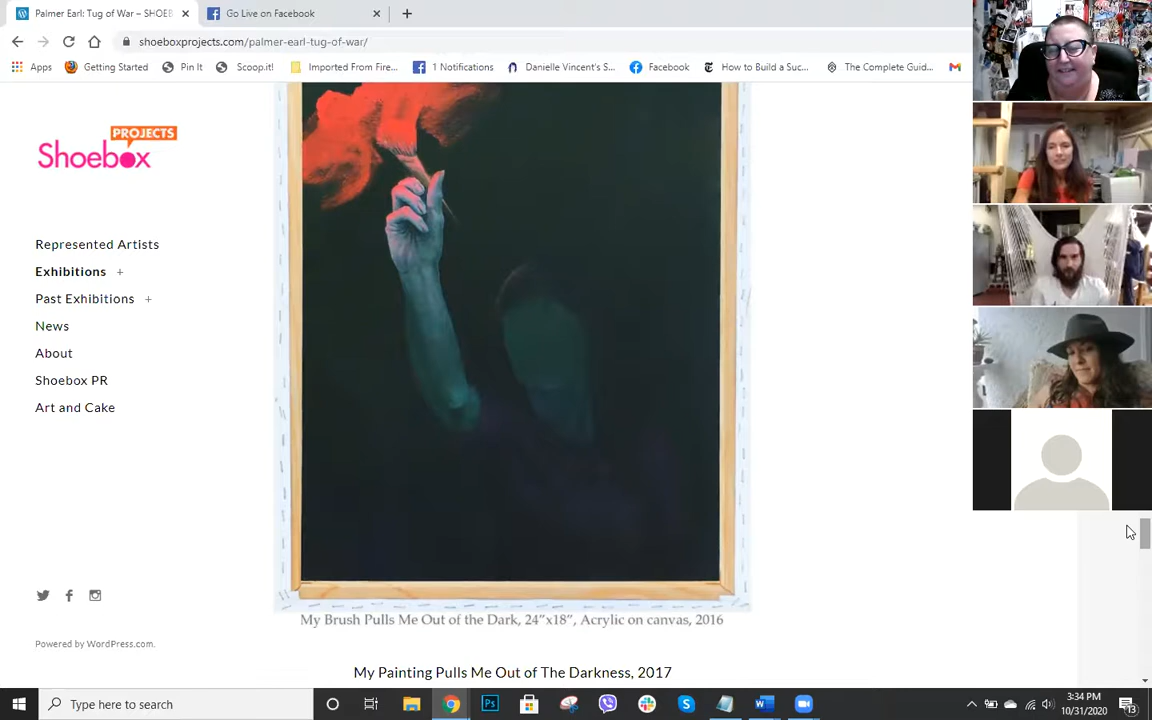 Palmer Earl: Tug of War – SHOEB
Go Live on Facebook
shoeboxprojects.com/palmer-earl-tug-of-war/
Apps
Getting Started
Pin It
Scoop.it!
Imported From Fire...
1 Notifications
Danielle Vincent's S...
Facebook
How to Build a Suc...
The Complete Guid...
PROJECTS
Shoebox
Represented Artists
Exhibitions +
Past Exhibitions +
News
About
Shoebox PR
Art and Cake
Powered by WordPress.com.
My Brush Pulls Me Out of the Dark, 24"x18", Acrylic on canvas, 2016
My Painting Pulls Me Out of The Darkness, 2017
Type here to search
Ps
3:34 PM
10/31/2020
13